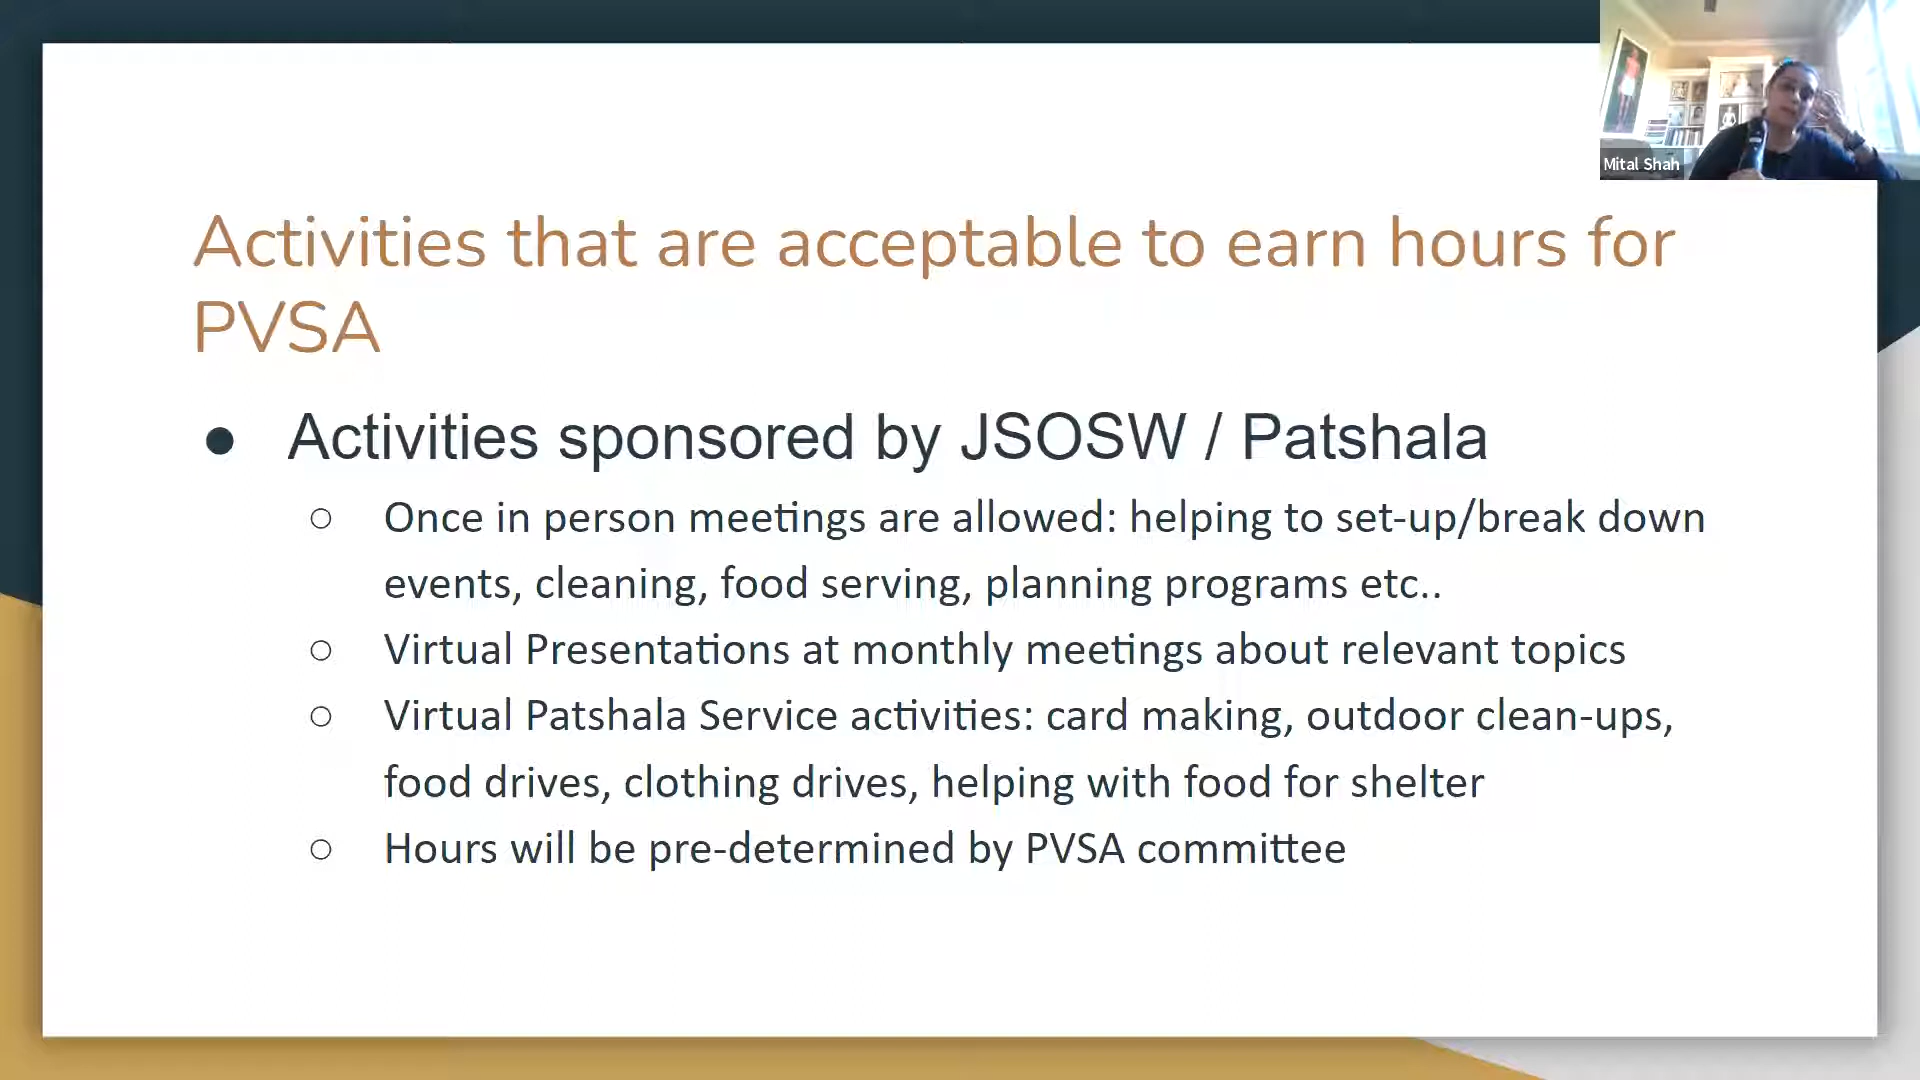 Mital Shah
Activities that are acceptable to earn hours for
PVSA
● Activities sponsored by JSOSW / Patshala
○ Once in person meetings are allowed: helping to set-up/break down
events, cleaning, food serving, planning programs etc..
○ Virtual Presentations at monthly meetings about relevant topics
○ Virtual Patshala Service activities: card making, outdoor clean-ups,
food drives, clothing drives, helping with food for shelter
○ Hours will be pre-determined by PVSA committee